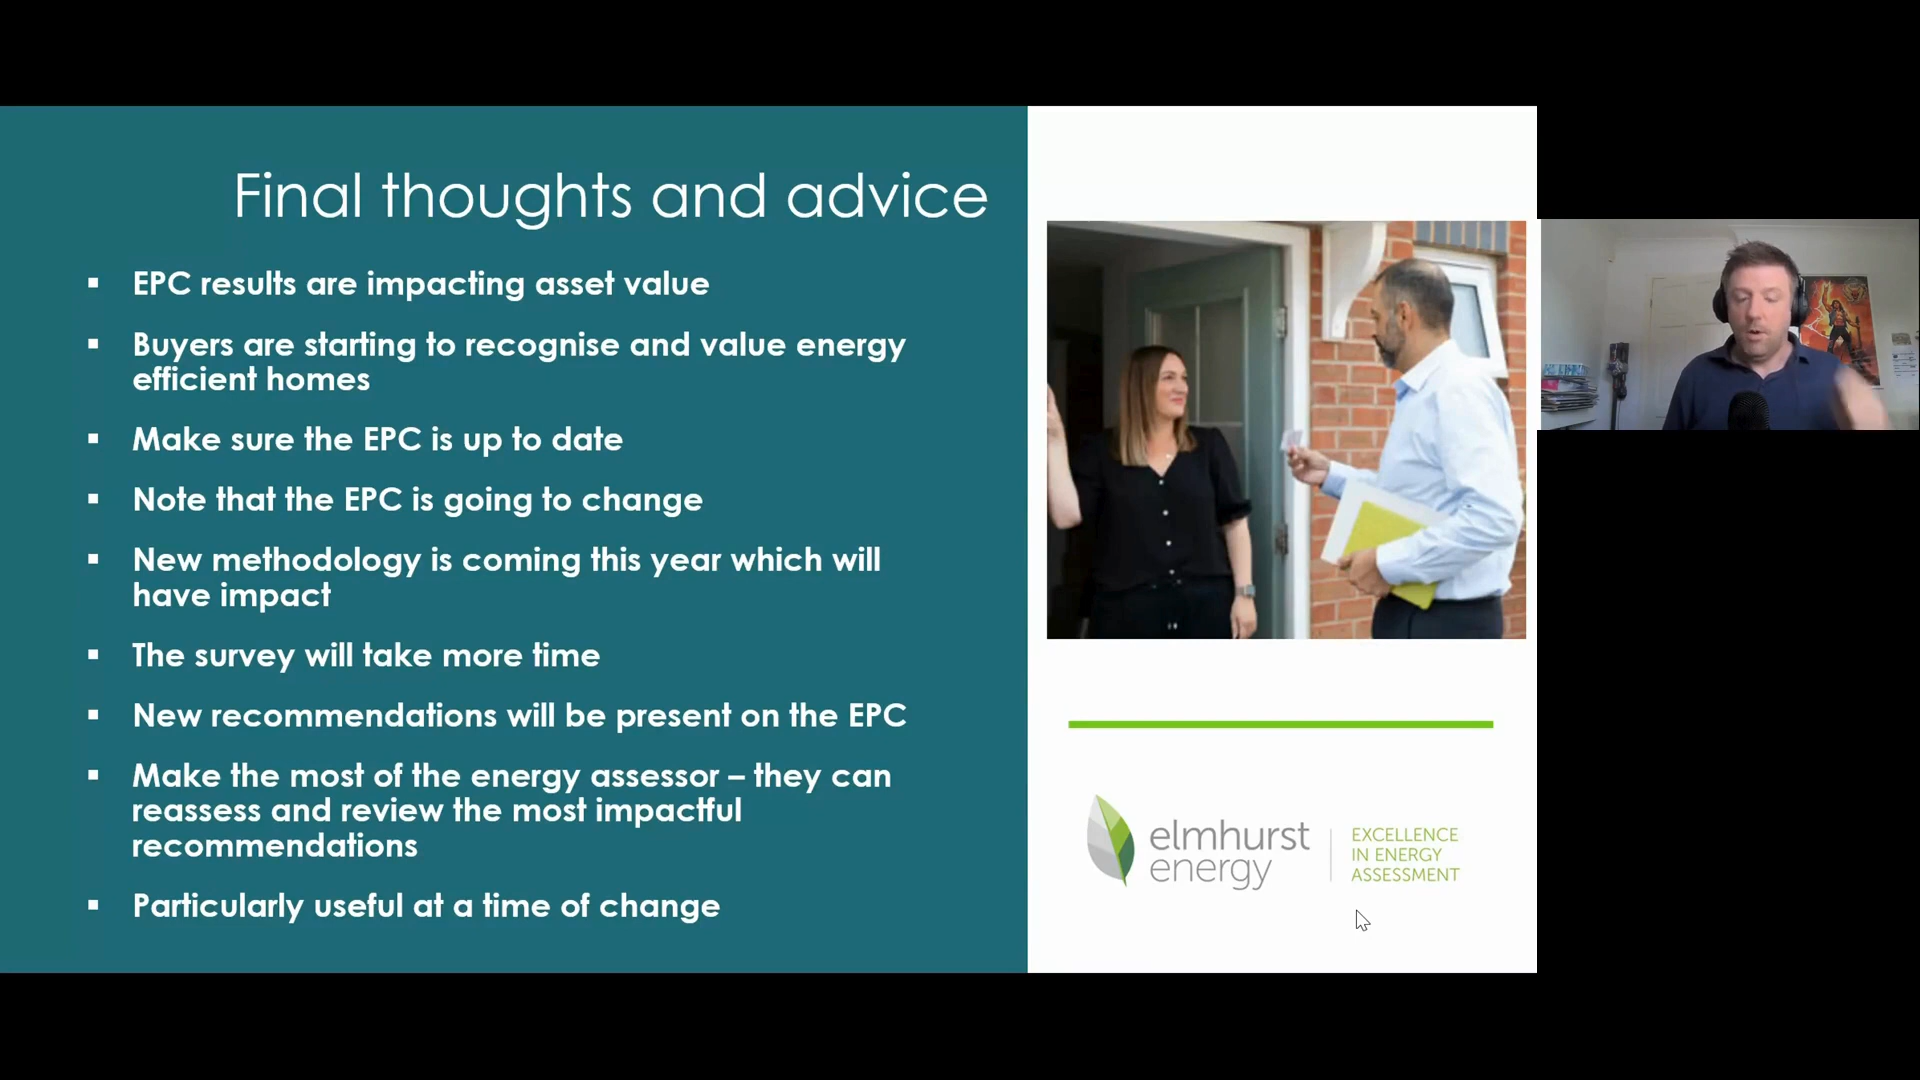 Final thoughts and advice
▪ EPC results are impacting asset value
▪ Buyers are starting to recognise and value energy
efficient homes
▪ Make sure the EPC is up to date
▪ Note that the EPC is going to change
▪ New methodology is coming this year which will
have impact
▪ The survey will take more time
▪ New recommendations will be present on the EPC
▪ Make the most of the energy assessor – they can
reassess and review the most impactful
recommendations
▪ Particularly useful at a time of change
elmhurst
energy
EXCELLENCE
IN ENERGY
ASSESSMENT